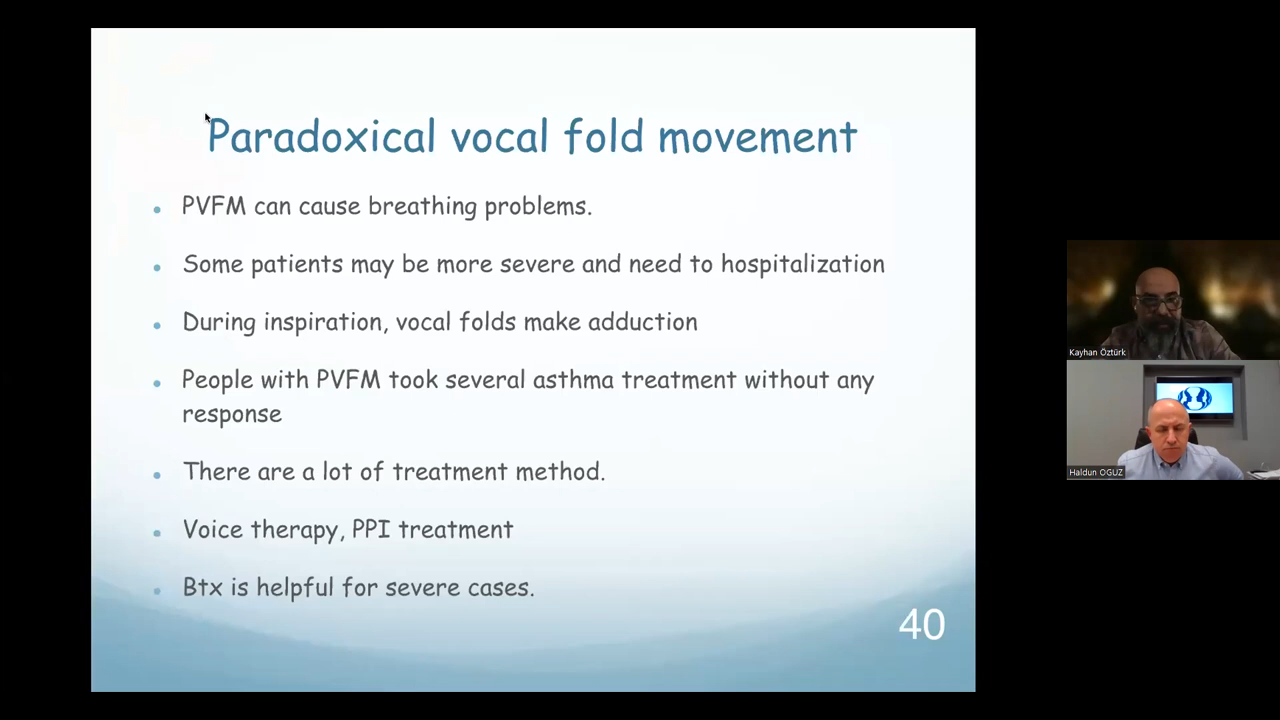 Paradoxical vocal fold movement
PVFM can cause breathing problems.
Some patients may be more severe and need to hospitalization
During inspiration, vocal folds make adduction
People with PVFM took several asthma treatment without any
response
There are a lot of treatment method.
Voice therapy, PPI treatment
Btx is helpful for severe cases.
40
Kayhan Öztürk
Haldun OGUZ